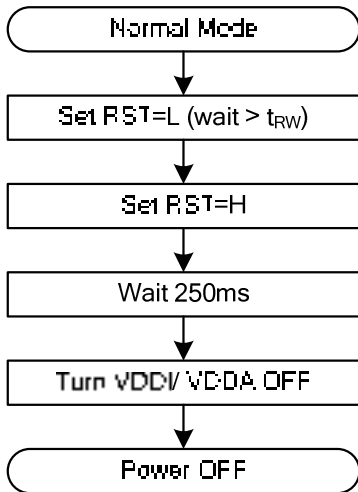 Normal Mode
Set RST=L (wait > tRW)
Set RST=H
Wait 250ms
Turn VDDI/ VDDA OFF
Power OFF